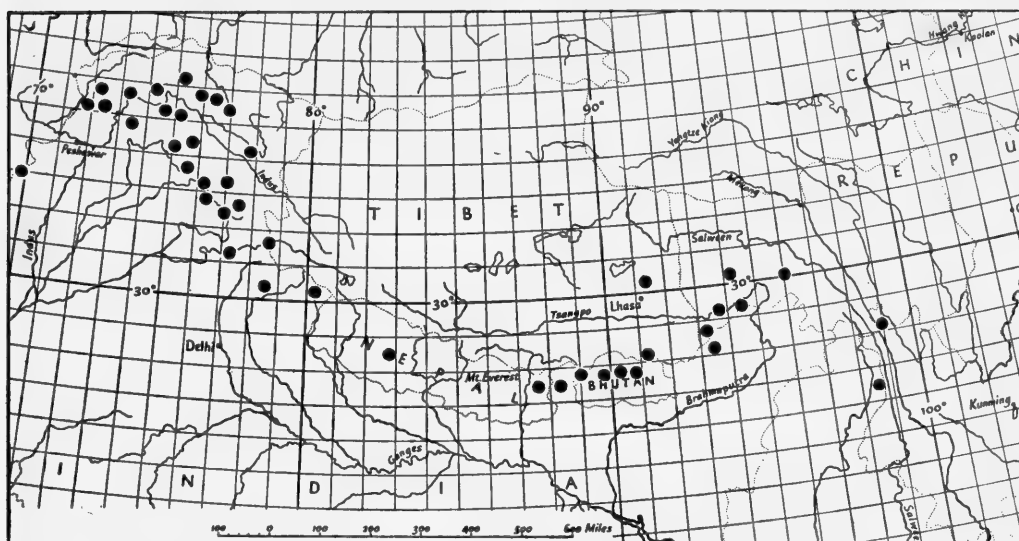 Hwang
Koolan
C H I N
70°
80°
90°
Yangtze Kiang
Peshawar
Indus
Mekong
R E P U
T I B E T
Salween
Indus
30°
30°
30°
Lhasa
Tsangpo
Delhi
N E P A L
Mt. Everest
BHUTAN
Brahmaputra
100°
Kunming
Ganges
I N D I A
100 0 100 200 300 400 500 600 Miles